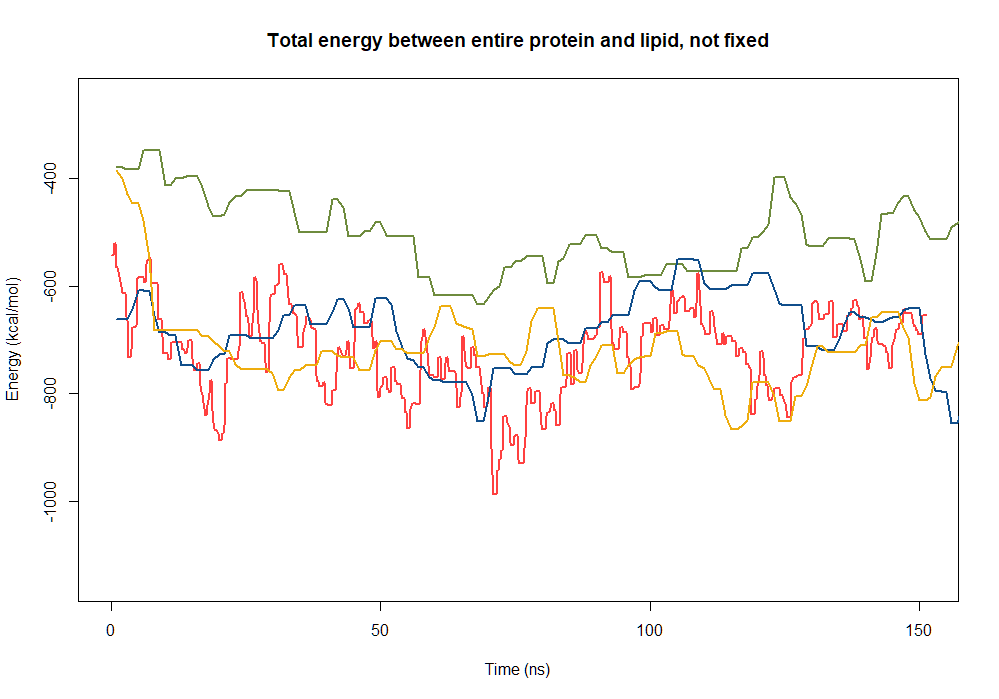 Total energy between entire protein and lipid, not fixed
Energy (kcal/mol)
-400
-600
-800
-1000
0 50 100 150
Time (ns)